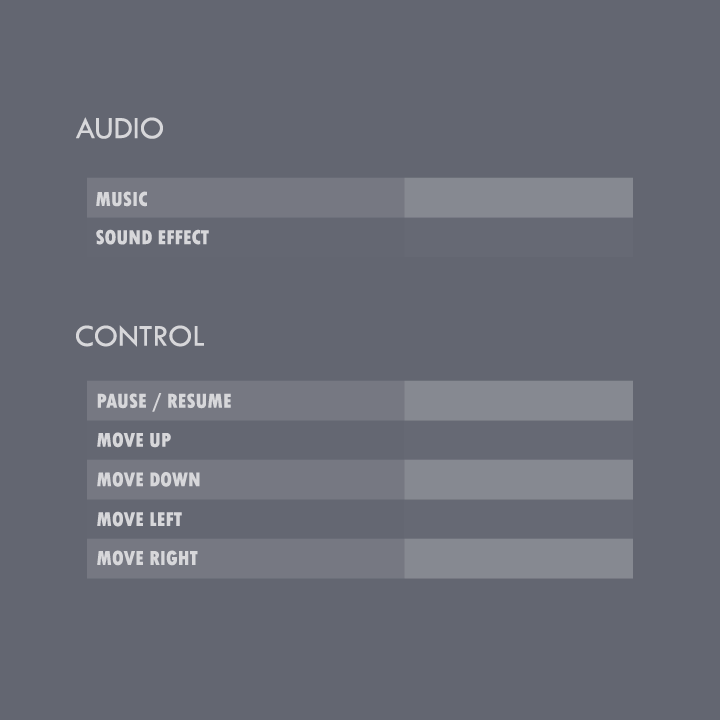 AUDIO
MUSIC
SOUND EFFECT
CONTROL
PAUSE / RESUME
MOVE UP
MOVE DOWN
MOVE LEFT
MOVE RIGHT